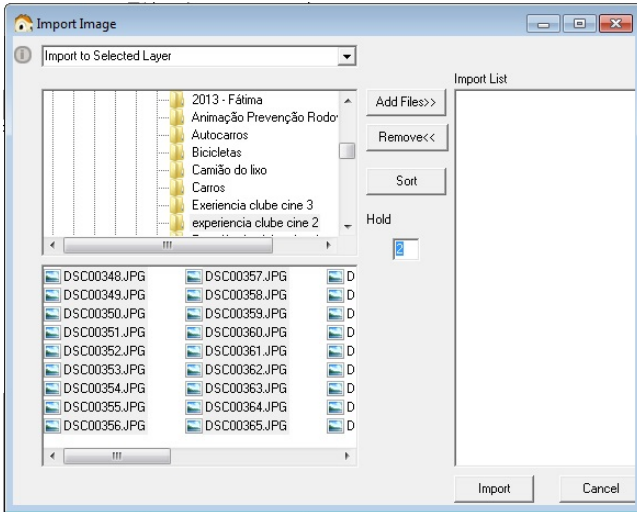 Import Image
Import to Selected Layer
Import List
2013 - Fátima
Animação Prevenção Rodo
Autocarros
Bicicletas
Camião do lixo
Carros
Exeriencia clube cine 3
experiencia clube cine 2
Add Files>>
Remove<<
Sort
Hold
2
DSC00348.JPG DSC00357.JPG D
DSC00349.JPG DSC00358.JPG D
DSC00350.JPG DSC00359.JPG D
DSC00351.JPG DSC00360.JPG D
DSC00352.JPG DSC00361.JPG D
DSC00353.JPG DSC00362.JPG D
DSC00354.JPG DSC00363.JPG D
DSC00355.JPG DSC00364.JPG D
DSC00356.JPG DSC00365.JPG D
Import Cancel